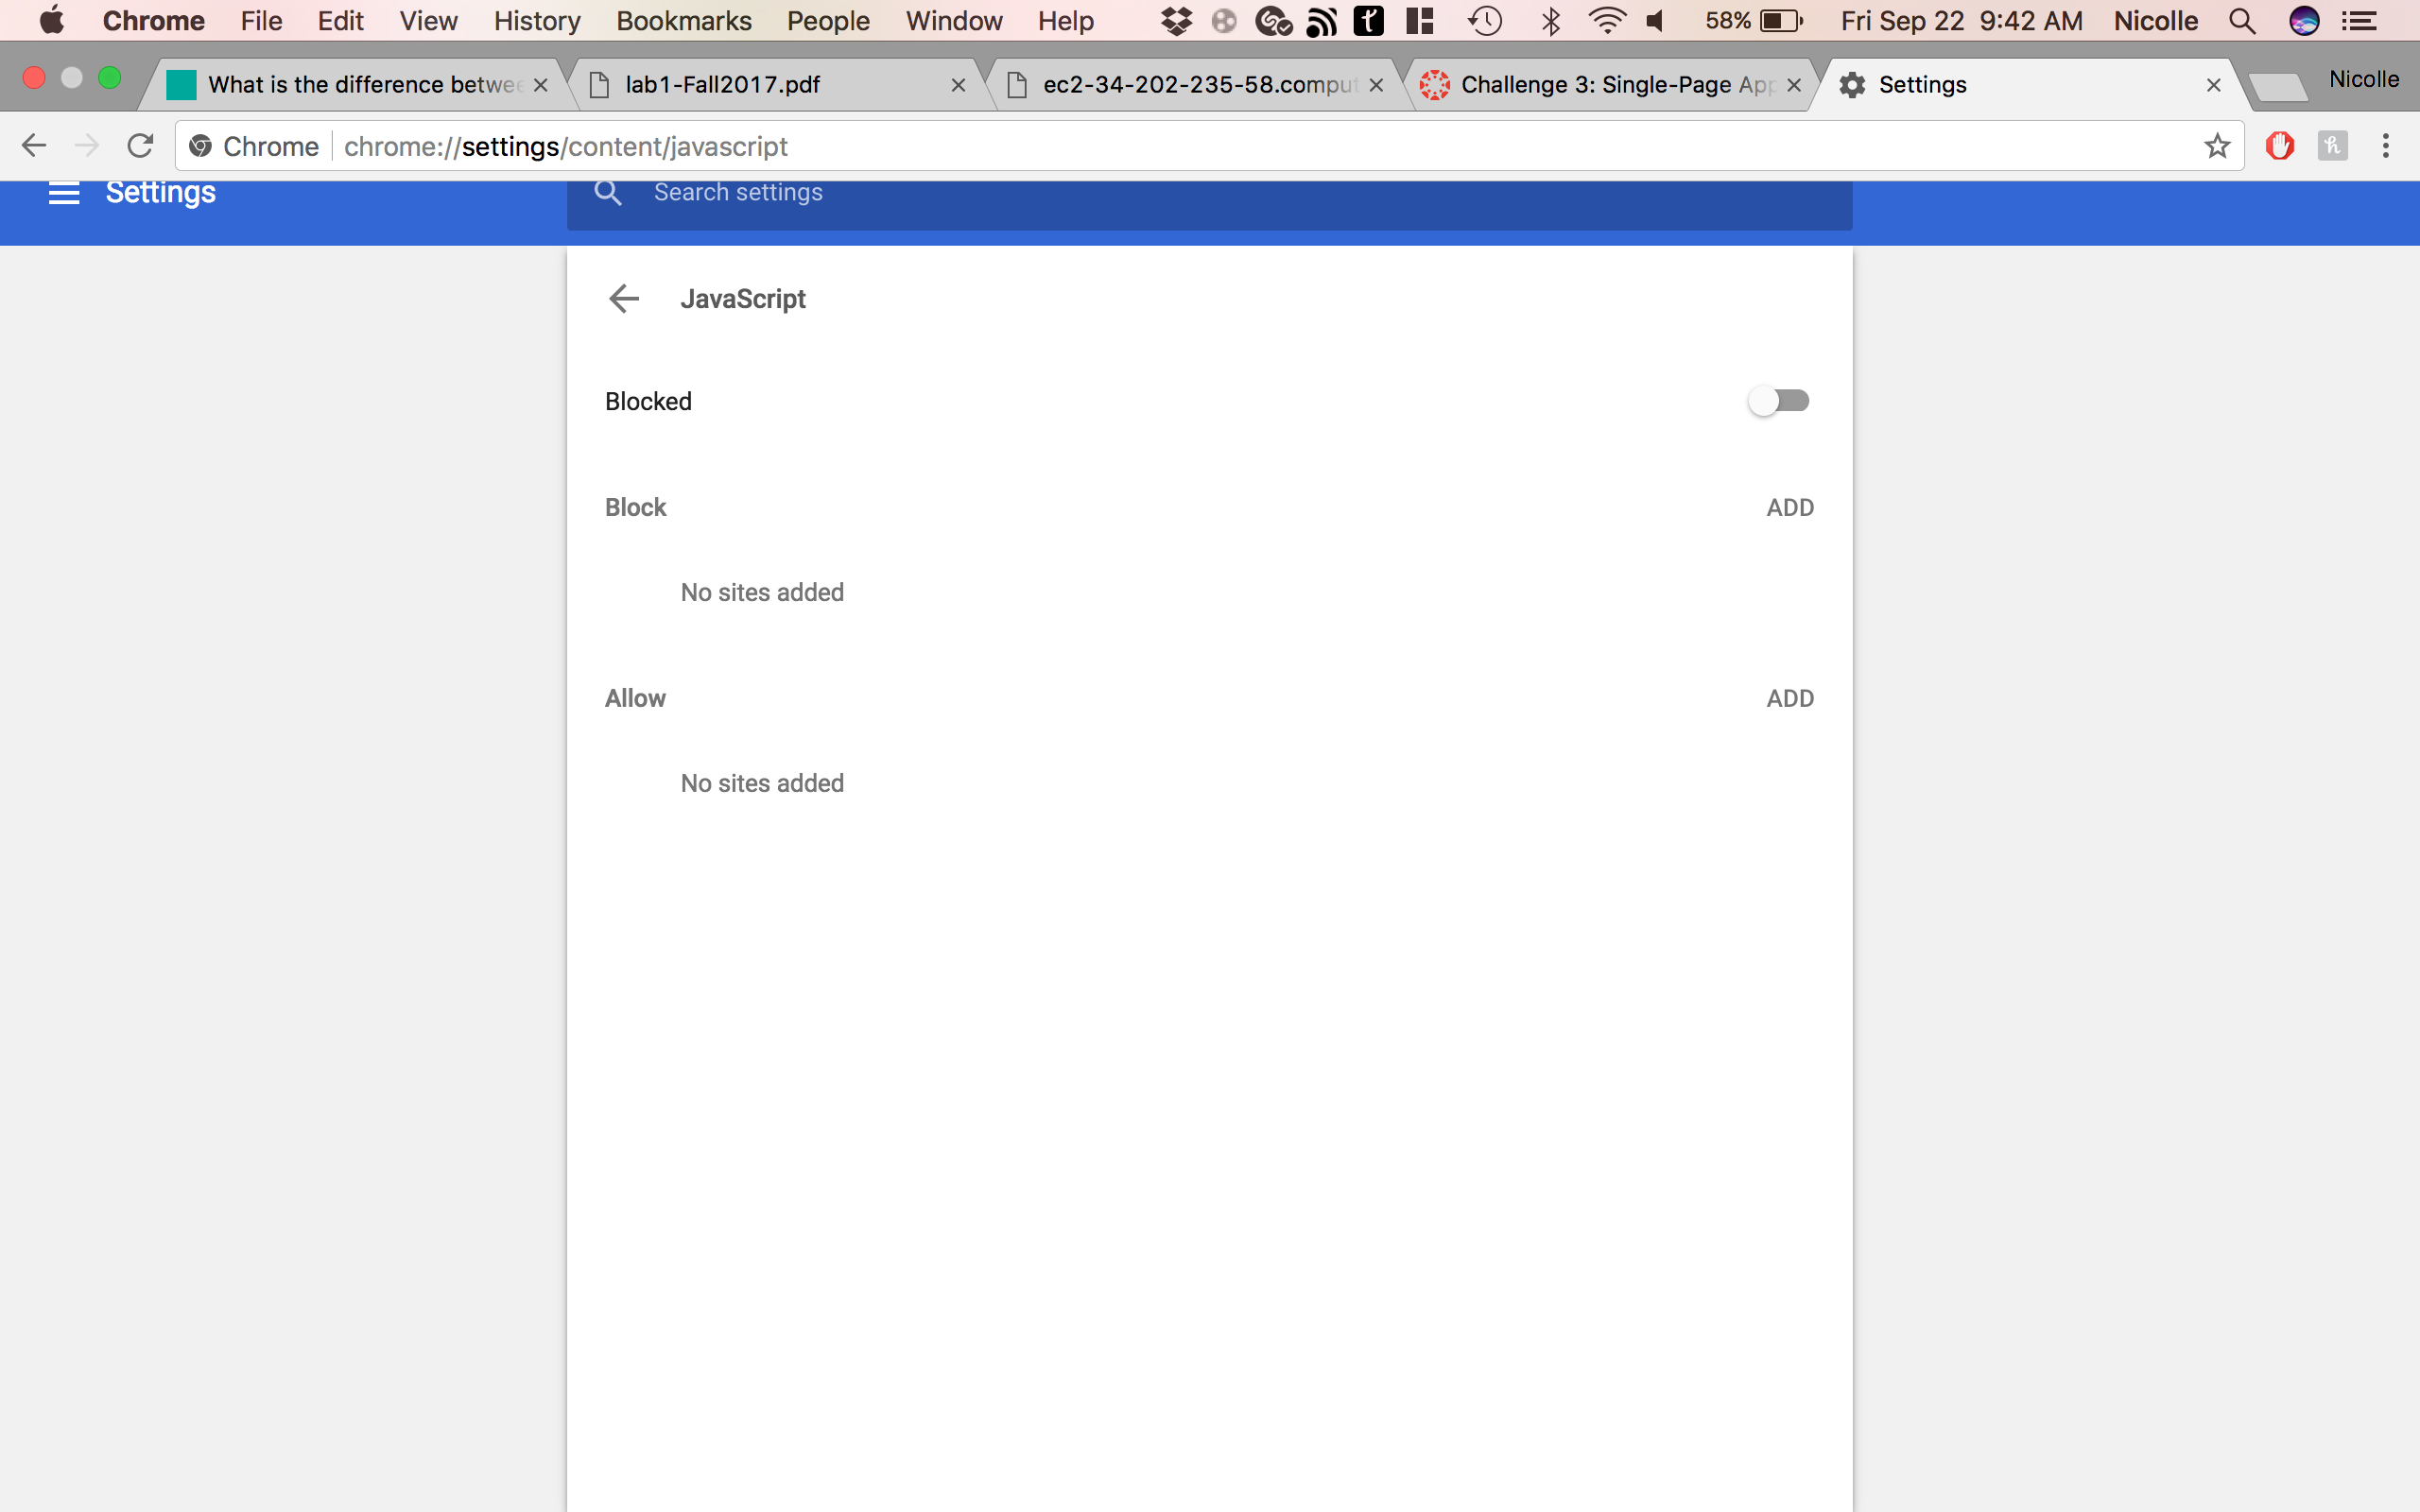 Chrome File Edit View History Bookmarks People Window Help 58% Fri Sep 22 9:42 AM Nicolle
What is the difference betwee lab1-Fall2017.pdf ec2-34-202-235-58.comput Challenge 3: Single-Page App Settings Nicolle
Chrome chrome://settings/content/javascript
Settings Search settings
JavaScript
Blocked
Block ADD
No sites added
Allow ADD
No sites added